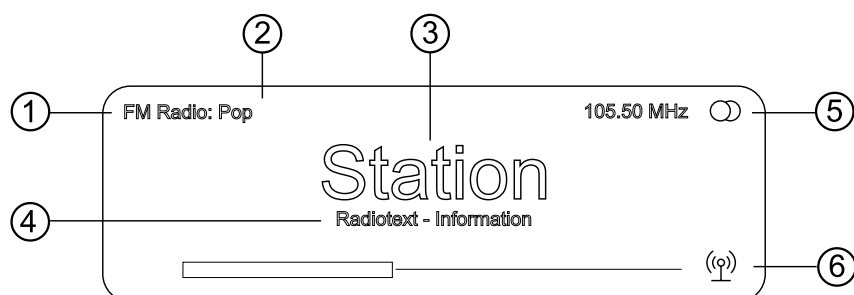 2 3
1 FM Radio: Pop 105.50 MHz 5
Station
4 Radiotext - Information
6